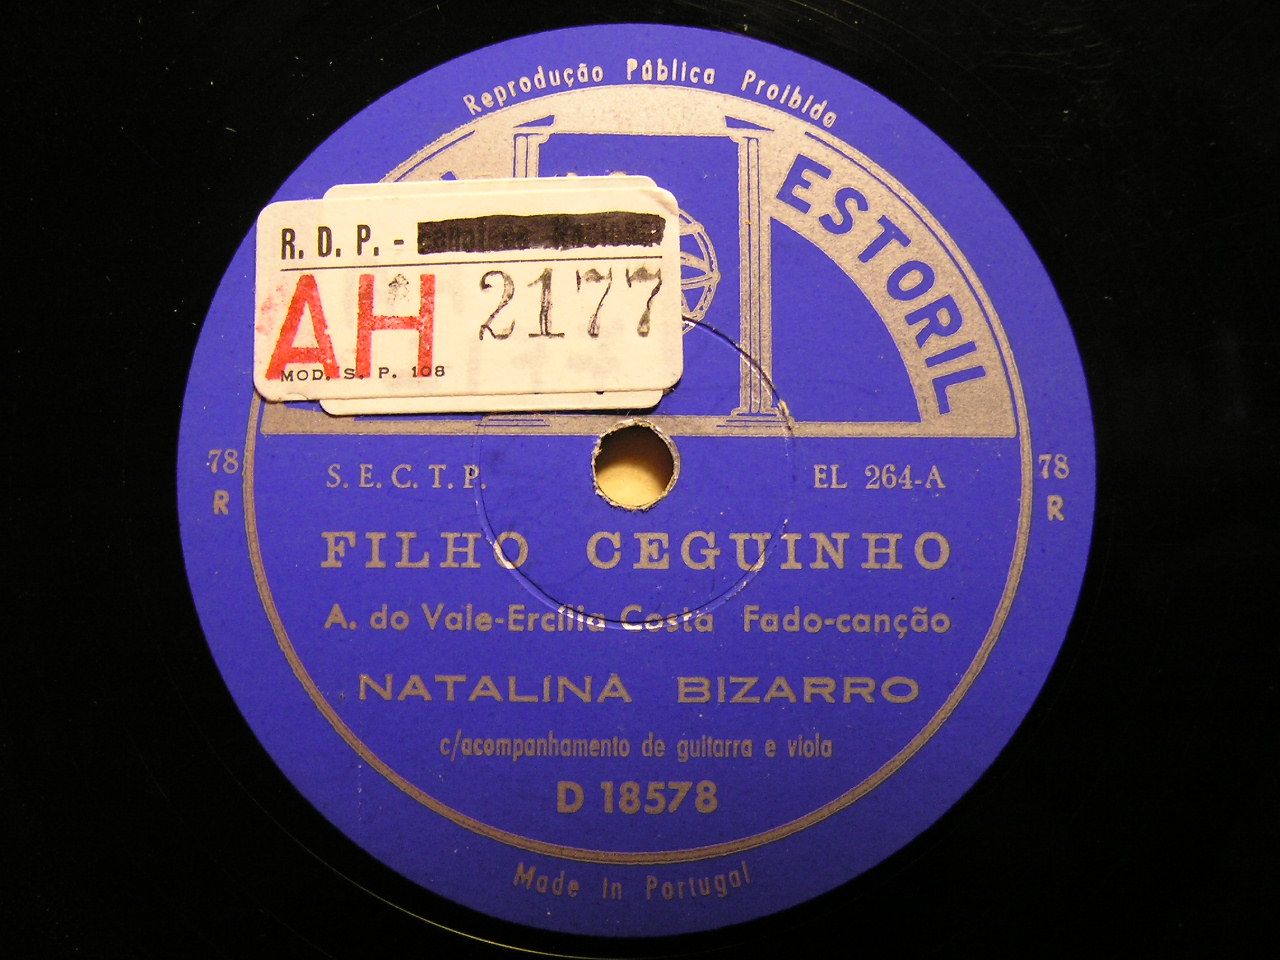 Reprodução Pública Proibida
ESTORIL
R. D. P. -
AH 2177
MOD. S. P. 108
78 R
78 R
S. E. C. T. P.
EL 264-A
FILHO CEGUINHO
A. do Vale-Ercília Costa Fado-canção
NATALINA BIZARRO
c/acompanhamento de guitarra e viola
D 18578
Made in Portugal